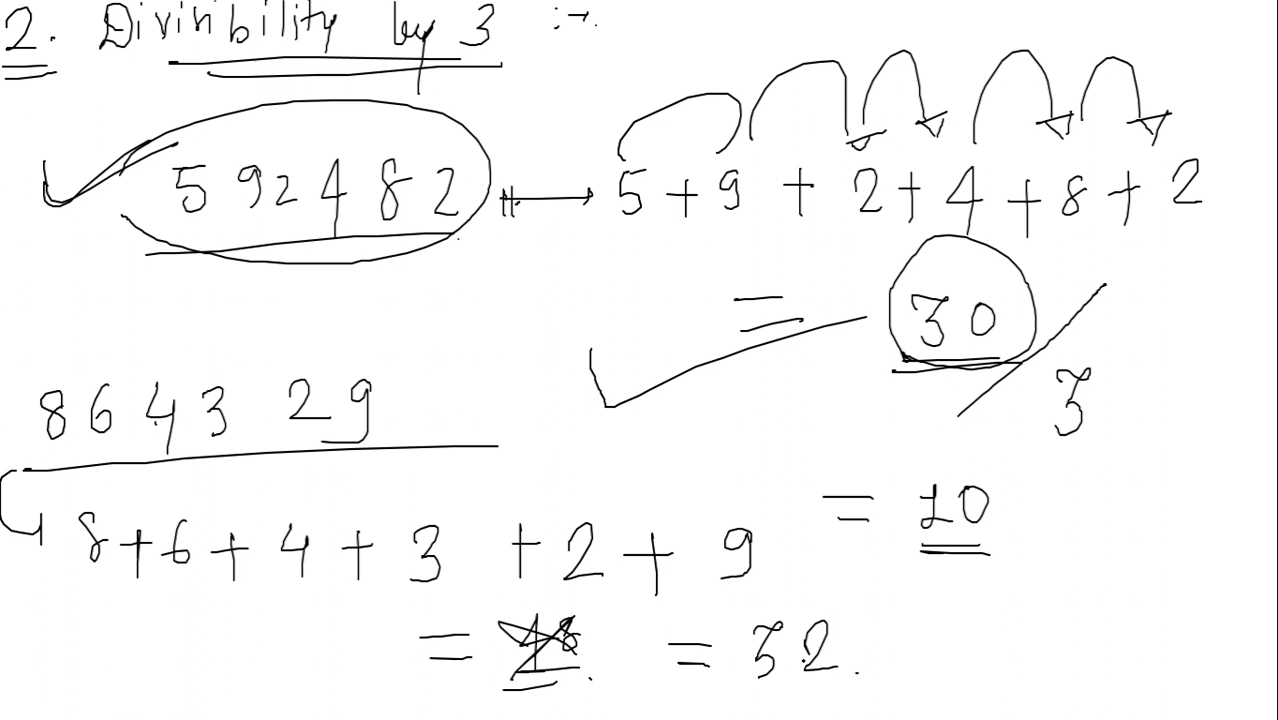 2. Divisibility by 3 :-
592482 → 5 + 9 + 2 + 4 + 8 + 2
= 30 / 3
864329
= 10
8 + 6 + 4 + 3 + 2 + 9
= = 32.